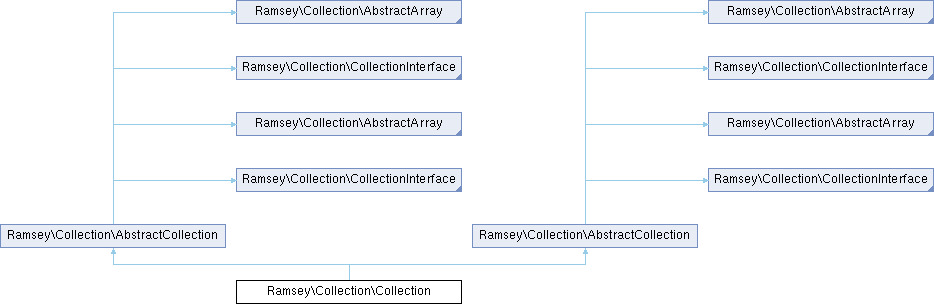 Ramsey\Collection\AbstractArray
Ramsey\Collection\AbstractArray
Ramsey\Collection\CollectionInterface
Ramsey\Collection\CollectionInterface
Ramsey\Collection\AbstractArray
Ramsey\Collection\AbstractArray
Ramsey\Collection\CollectionInterface
Ramsey\Collection\CollectionInterface
Ramsey\Collection\AbstractCollection
Ramsey\Collection\AbstractCollection
Ramsey\Collection\Collection